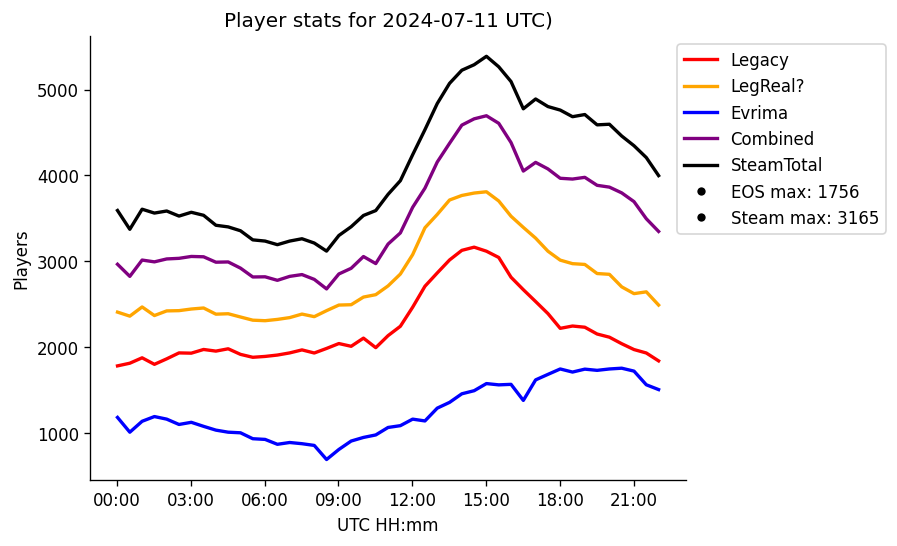 Player stats for 2024-07-11 UTC)
Legacy
LegReal?
Evrima
Combined
SteamTotal
EOS max: 1756
Steam max: 3165
Players
5000
4000
3000
2000
1000
00:00 03:00 06:00 09:00 12:00 15:00 18:00 21:00
UTC HH:mm